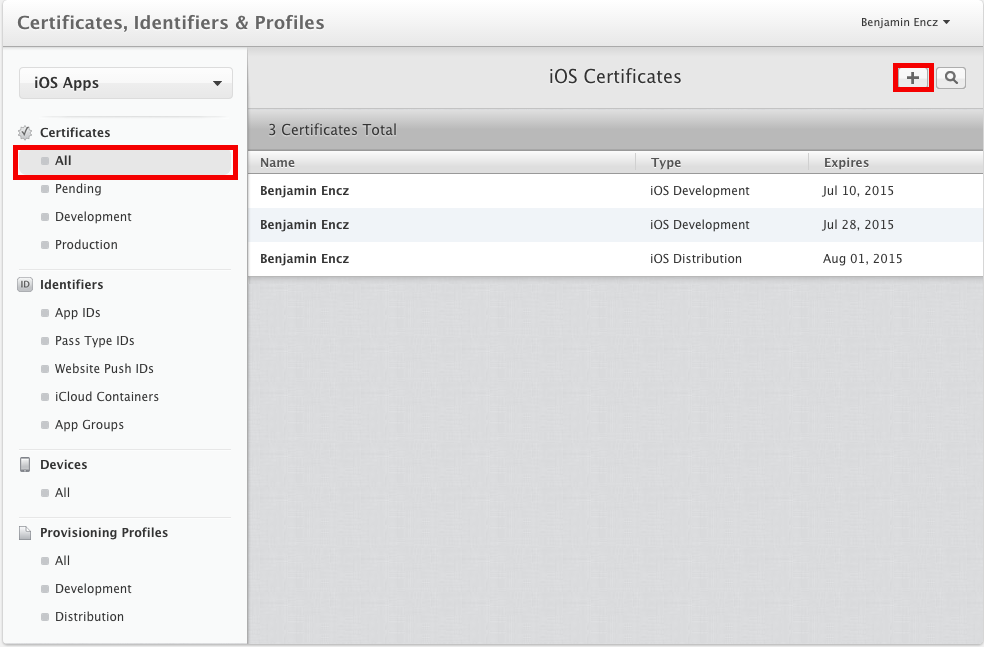 Certificates, Identifiers & Profiles
Benjamin Encz
iOS Apps
Certificates
All
Pending
Development
Production
ID Identifiers
App IDs
Pass Type IDs
Website Push IDs
iCloud Containers
App Groups
Devices
All
Provisioning Profiles
All
Development
Distribution
iOS Certificates
3 Certificates Total
Name Type Expires
Benjamin Encz iOS Development Jul 10, 2015
Benjamin Encz iOS Development Jul 28, 2015
Benjamin Encz iOS Distribution Aug 01, 2015